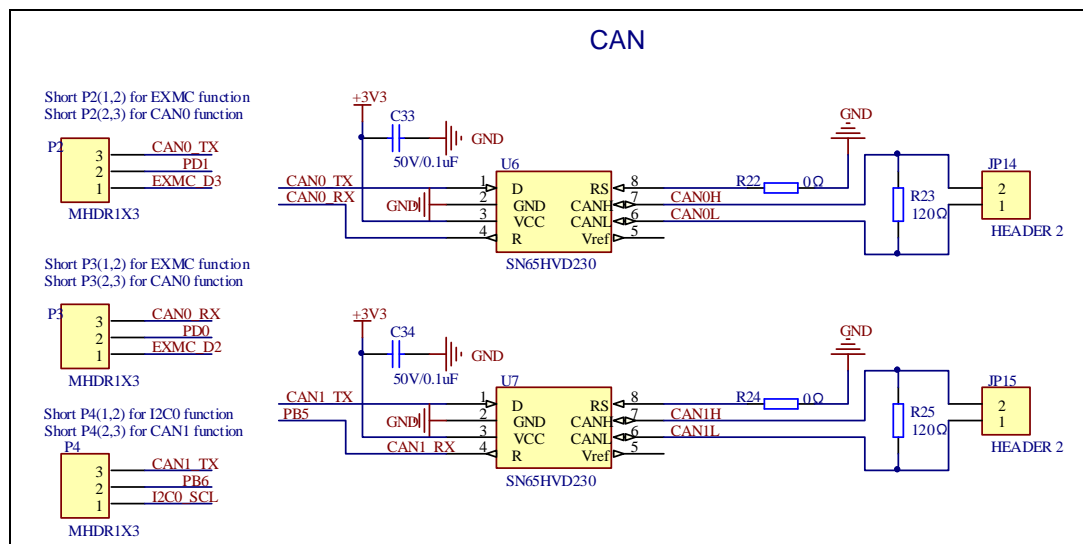 CAN
Short P2(1,2) for EXMC function
Short P2(2,3) for CAN0 function
P2
3 CAN0_TX
2 PD1
1 EXMC_D3
MHDR1X3
Short P3(1,2) for EXMC function
Short P3(2,3) for CAN0 function
P3
3 CAN0_RX
2 PD0
1 EXMC_D2
MHDR1X3
Short P4(1,2) for I2C0 function
Short P4(2,3) for CAN1 function
P4
3 CAN1_TX
2 PB6
1 I2C0_SCL
MHDR1X3
+3V3
C33
GND
50V/0.1uF
U6
CAN0_TX 1 D RS 8 R22 0Ω GND
CAN0_RX GND 2 GND CANH 7 CAN0H
3 VCC CANL 6 CAN0L
4 R Vref 5
SN65HVD230
R23
120Ω
JP14
2
1
HEADER 2
+3V3
C34
GND
50V/0.1uF
U7
CAN1_TX 1 D RS 8 R24 0Ω GND
PB5 GND 2 GND CANH 7 CAN1H
3 VCC CANL 6 CAN1L
CAN1_RX 4 R Vref 5
SN65HVD230
R25
120Ω
JP15
2
1
HEADER 2